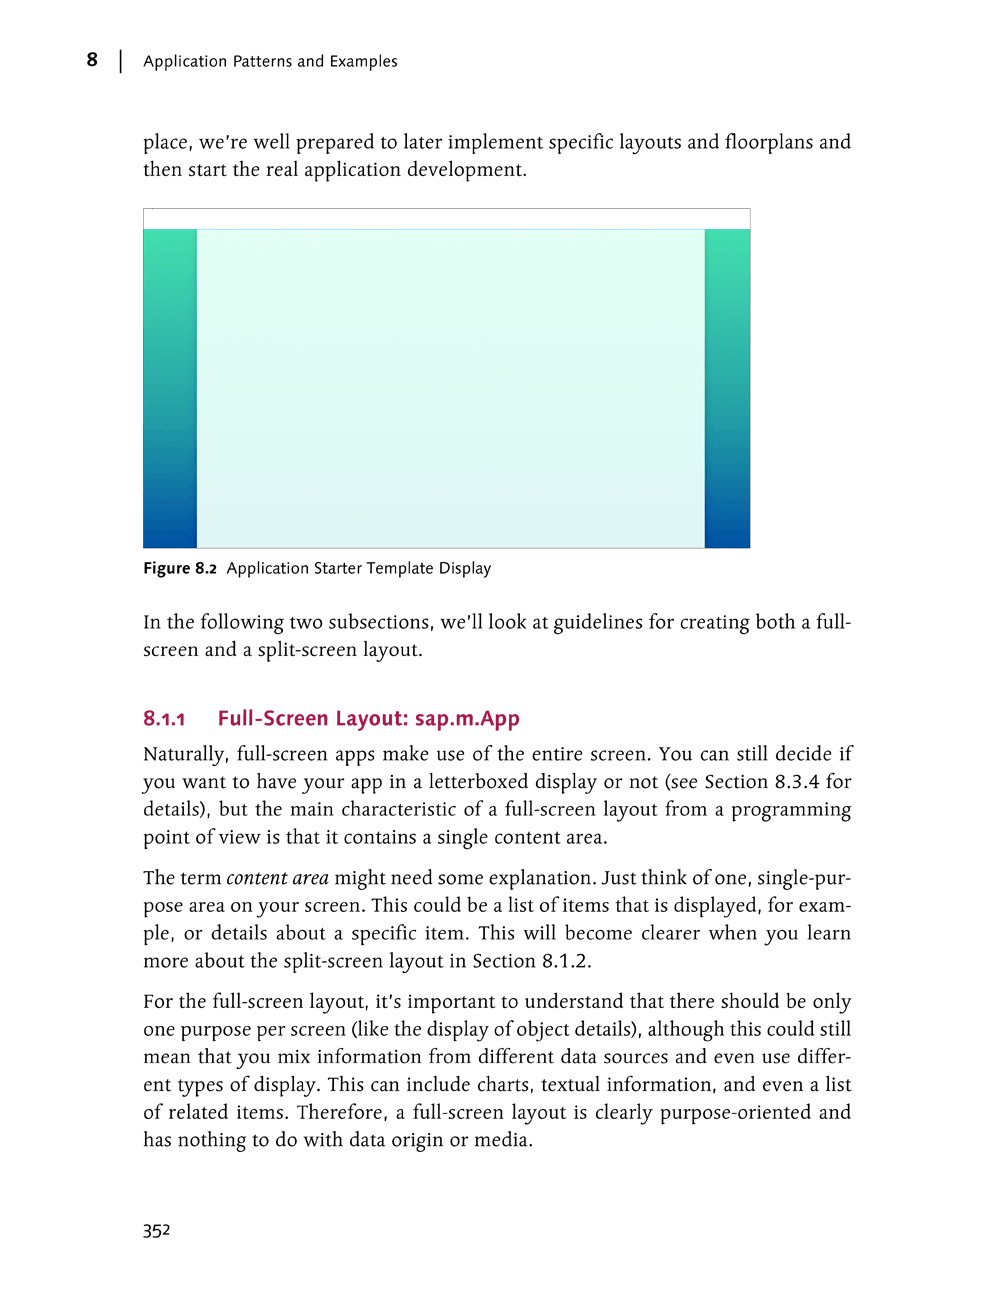 8 | Application Patterns and Examples
place, we're well prepared to later implement specific layouts and floorplans and
then start the real application development.
Figure 8.2 Application Starter Template Display
In the following two subsections, we'll look at guidelines for creating both a full-
screen and a split-screen layout.
8.1.1 Full-Screen Layout: sap.m.App
Naturally, full-screen apps make use of the entire screen. You can still decide if
you want to have your app in a letterboxed display or not (see Section 8.3.4 for
details), but the main characteristic of a full-screen layout from a programming
point of view is that it contains a single content area.
The term content area might need some explanation. Just think of one, single-pur-
pose area on your screen. This could be a list of items that is displayed, for exam-
ple, or details about a specific item. This will become clearer when you learn
more about the split-screen layout in Section 8.1.2.
For the full-screen layout, it's important to understand that there should be only
one purpose per screen (like the display of object details), although this could still
mean that you mix information from different data sources and even use differ-
ent types of display. This can include charts, textual information, and even a list
of related items. Therefore, a full-screen layout is clearly purpose-oriented and
has nothing to do with data origin or media.
352